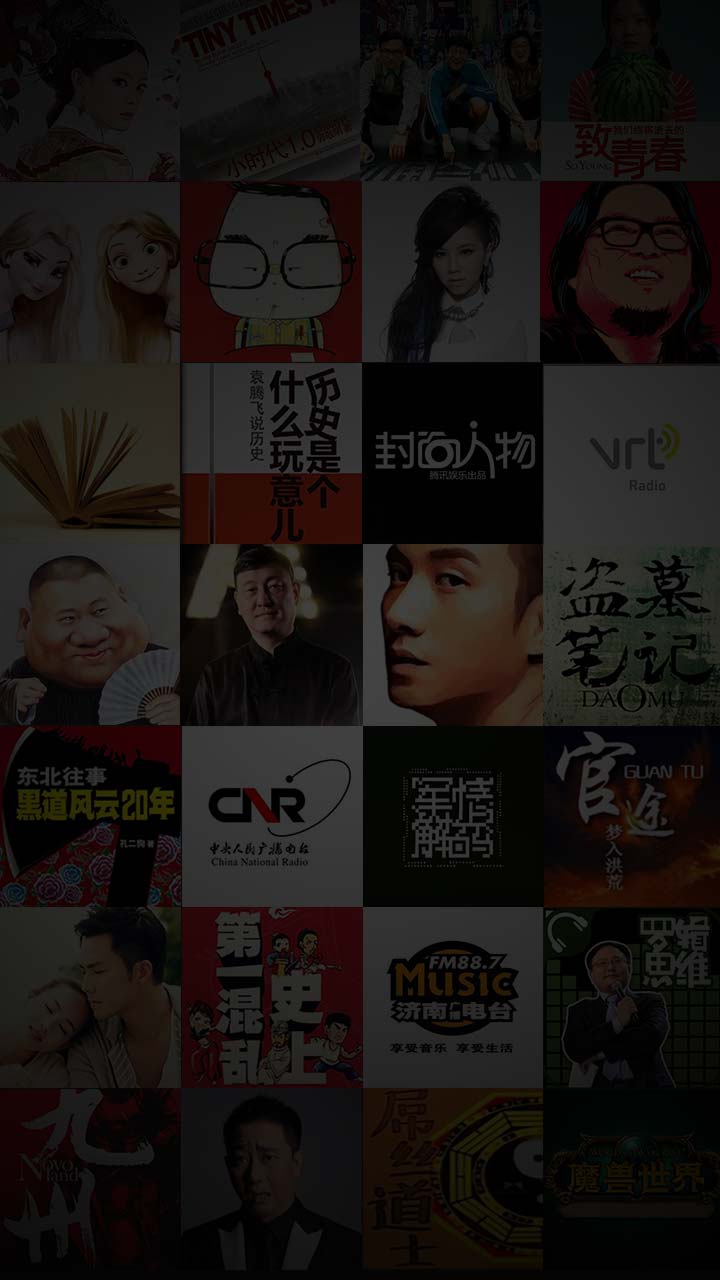 TINY TIMES 1
小时代1.0
我们终将逝去的
致青春
SO YOUNG
历史是个
什么玩意儿
袁腾飞说历史
封面人物
腾讯娱乐出品
vrt
Radio
盗墓
笔记
DAOMU
东北往事
黑道风云20年
孔二狗 著
CNR
中央人民广播电台
China National Radio
军情
解码
官途
GUAN TU
梦入洪荒
史上
第一混乱
FM88.7
Music
济南广播电台
享受音乐 享受生活
罗辑
思维
九州
Novo
land
屌丝道士
魔兽世界